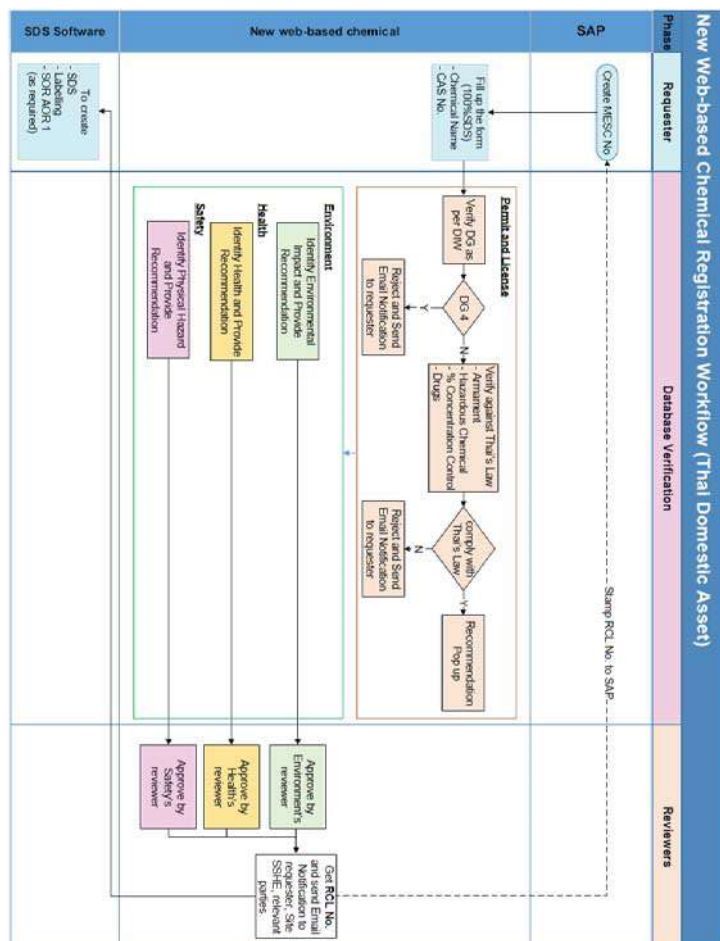 New Web-based Chemical Registration Workflow (Thai Domestic Asset)
Phase
Requester
Database Verification
Reviewers
SAP
Create MESC No
Stamp RCL No. to SAP
New web-based chemical
Fill up the form
(100%SDS)
- Chemical Name
- CAS No.
Permit and License
Verify DG as
per DIW
DG 4
Y
N
Reject and Send
Email Notification
to requester
Verify against Thai's Law
- Armament
- Hazardous Chemical
- % Concentration Control
- Drugs
comply with
Thai's Law
N
Y
Reject and Send
Email Notification
to requester
Recommendation
Pop up
Environment
Identify Environmental
Impact and Provide
Recommendation
Approve by
Environment's
reviewer
Health
Identify Health and Provide
Recommendation
Approve by
Health's
reviewer
Safety
Identify Physical Hazard
and Provide
Recommendation
Approve by
Safety's
reviewer
Get RCL No.
and send Email
Notification to
requester, Site
SSHE, relevant
parties
SDS Software
To create
- SDS
- Labelling
- SOR AOR 1
(as required)